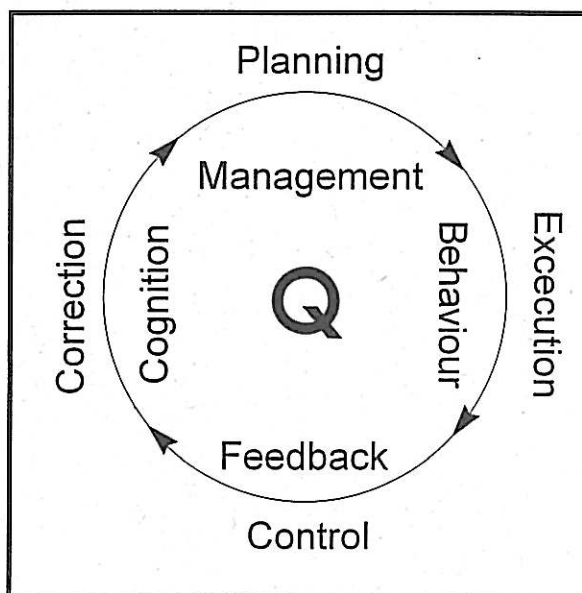 Planning
Management
Excecution
Behaviour
Q
Cognition
Correction
Feedback
Control